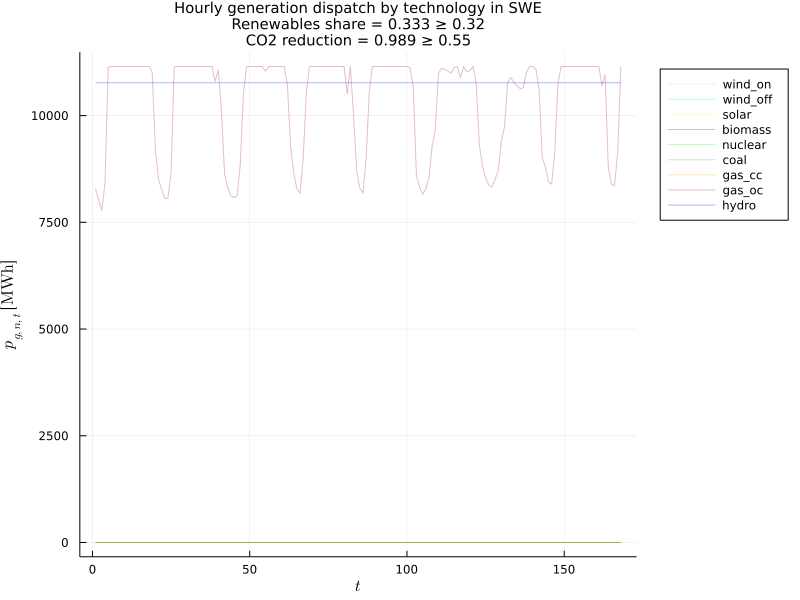 Hourly generation dispatch by technology in SWE
Renewables share = 0.333 ≥ 0.32
CO2 reduction = 0.989 ≥ 0.55
wind_on
wind_off
solar
biomass
nuclear
coal
gas_cc
gas_oc
hydro
10000
7500
5000
2500
0
p g, n, t [MWh]
0 50 100 150
t